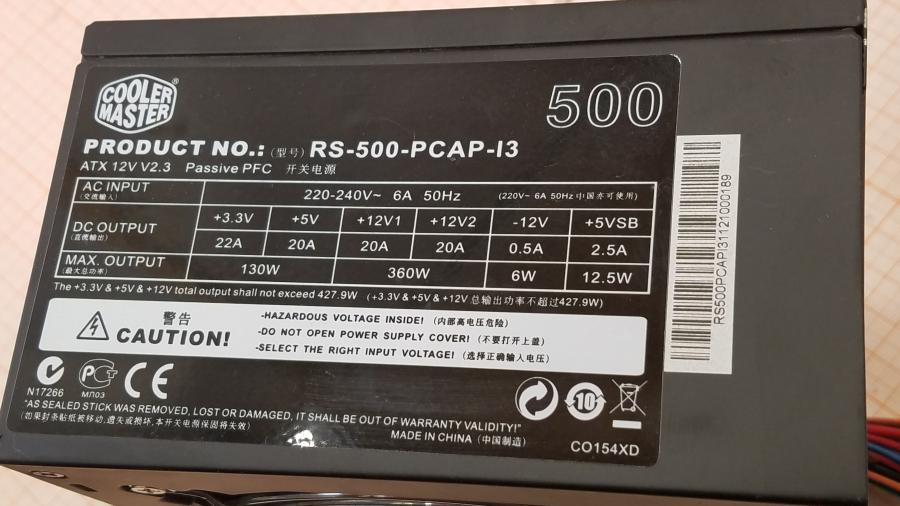 COOLER
MASTER®
500
PRODUCT NO.: (型号) RS-500-PCAP-I3
ATX 12V V2.3 Passive PFC 开关电源
AC INPUT
(交流输入)
220-240V~ 6A 50Hz (220V~ 6A 50Hz 中国亦可使用)
DC OUTPUT
(直流输出)
+3.3V +5V +12V1 +12V2 -12V +5VSB
22A 20A 20A 20A 0.5A 2.5A
MAX. OUTPUT
(最大总功率)
130W 360W 6W 12.5W
The +3.3V & +5V & +12V total output shall not exceed 427.9W (+3.3V & +5V & +12V 总输出功率不超过427.9W)
警告
CAUTION!
-HAZARDOUS VOLTAGE INSIDE! (内部高电压危险)
-DO NOT OPEN POWER SUPPLY COVER! (不要打开上盖)
-SELECT THE RIGHT INPUT VOLTAGE! (选择正确输入电压)
N17266
МЛ03
CE
10
"AS SEALED STICK WAS REMOVED, LOST OR DAMAGED, IT SHALL BE OUT OF WARRANTY VALIDITY!"
(如果封条贴纸被移动,遗失或损坏,本开关电源保固将失效)
MADE IN CHINA (中国制造)
CO154XD
RS500PCAPI31121000189